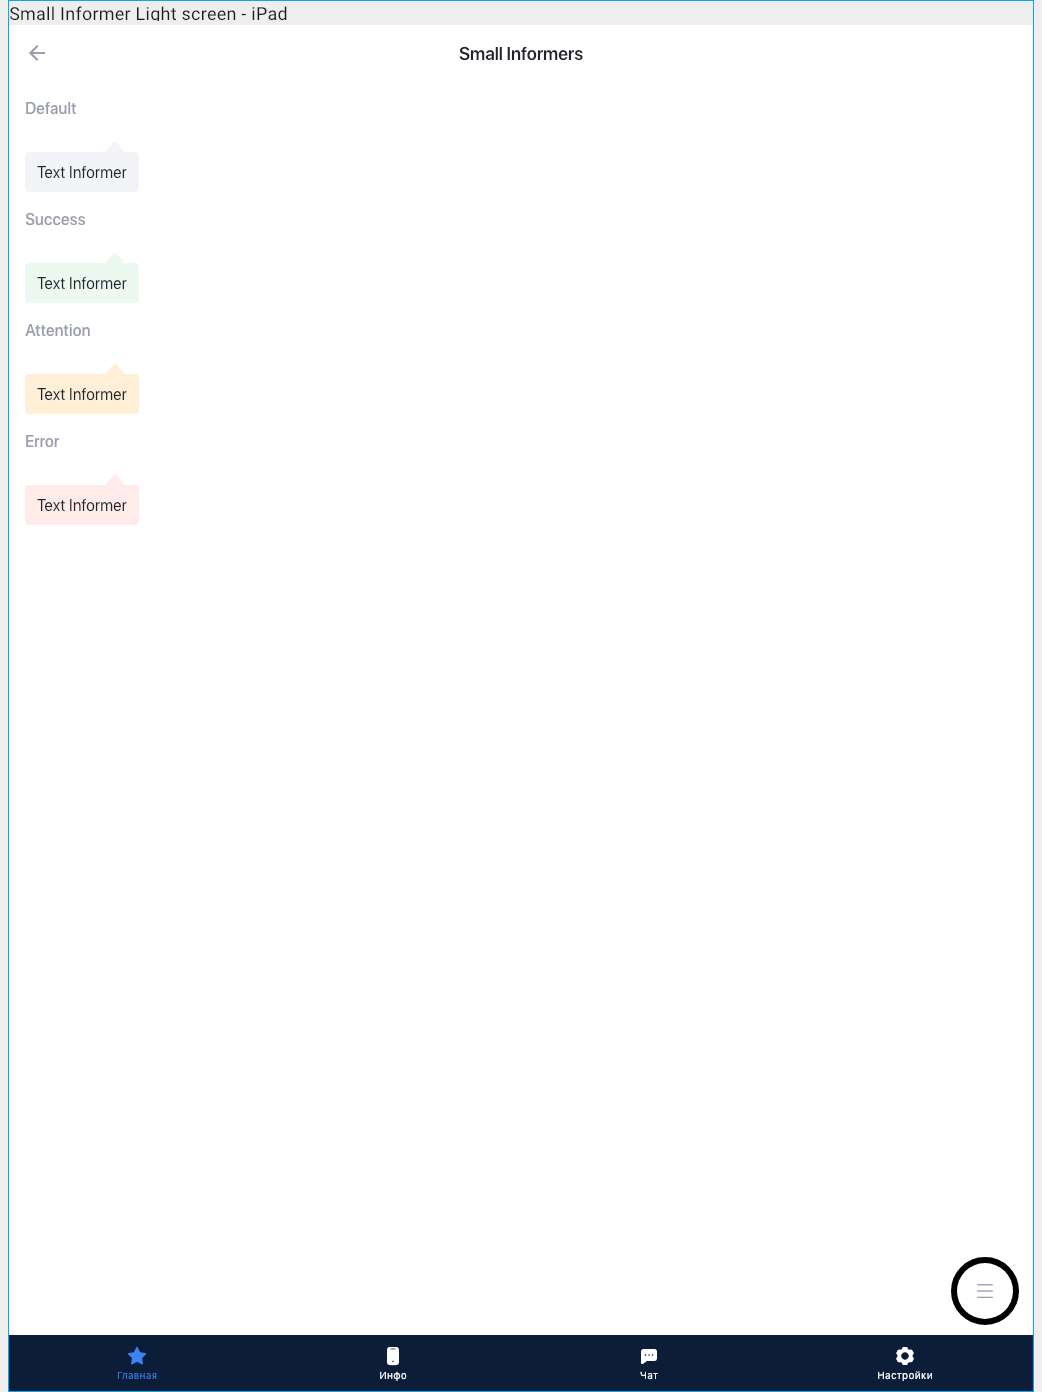 Small Informer Light screen - iPad
Small Informers
Default
Text Informer
Success
Text Informer
Attention
Text Informer
Error
Text Informer
Главная
Инфо
Чат
Настройки